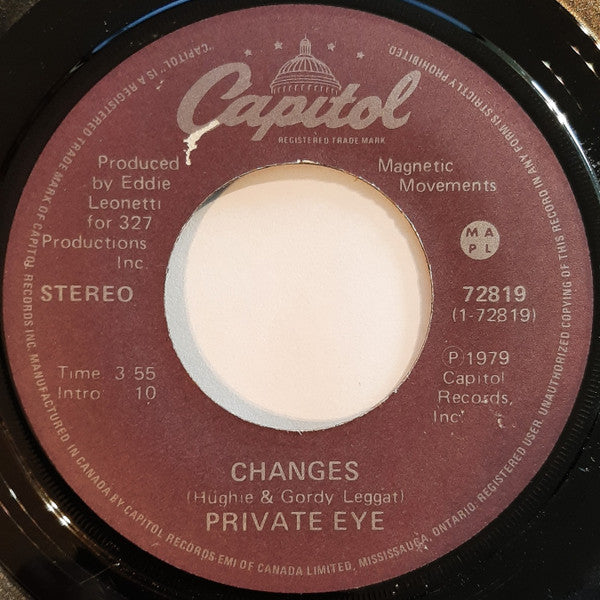 Capitol
REGISTERED TRADE MARK
Produced
by Eddie
Leonetti
for 327
Productions
Inc.
Magnetic
Movements
M A
P L
STEREO
72819
(1-72819)
Time 3 55
Intro 10
Ⓟ1979
Capitol
Records,
Inc.
CHANGES
(Hughie & Gordy Leggat)
PRIVATE EYE
"CAPITOL" IS A REGISTERED TRADE MARK OF CAPITOL RECORDS INC. MANUFACTURED IN CANADA BY CAPITOL RECORDS-EMI OF CANADA LIMITED, MISSISSAUGA, ONTARIO. REGISTERED USER. UNAUTHORIZED COPYING OF THIS RECORD IN ANY FORM IS STRICTLY PROHIBITED.